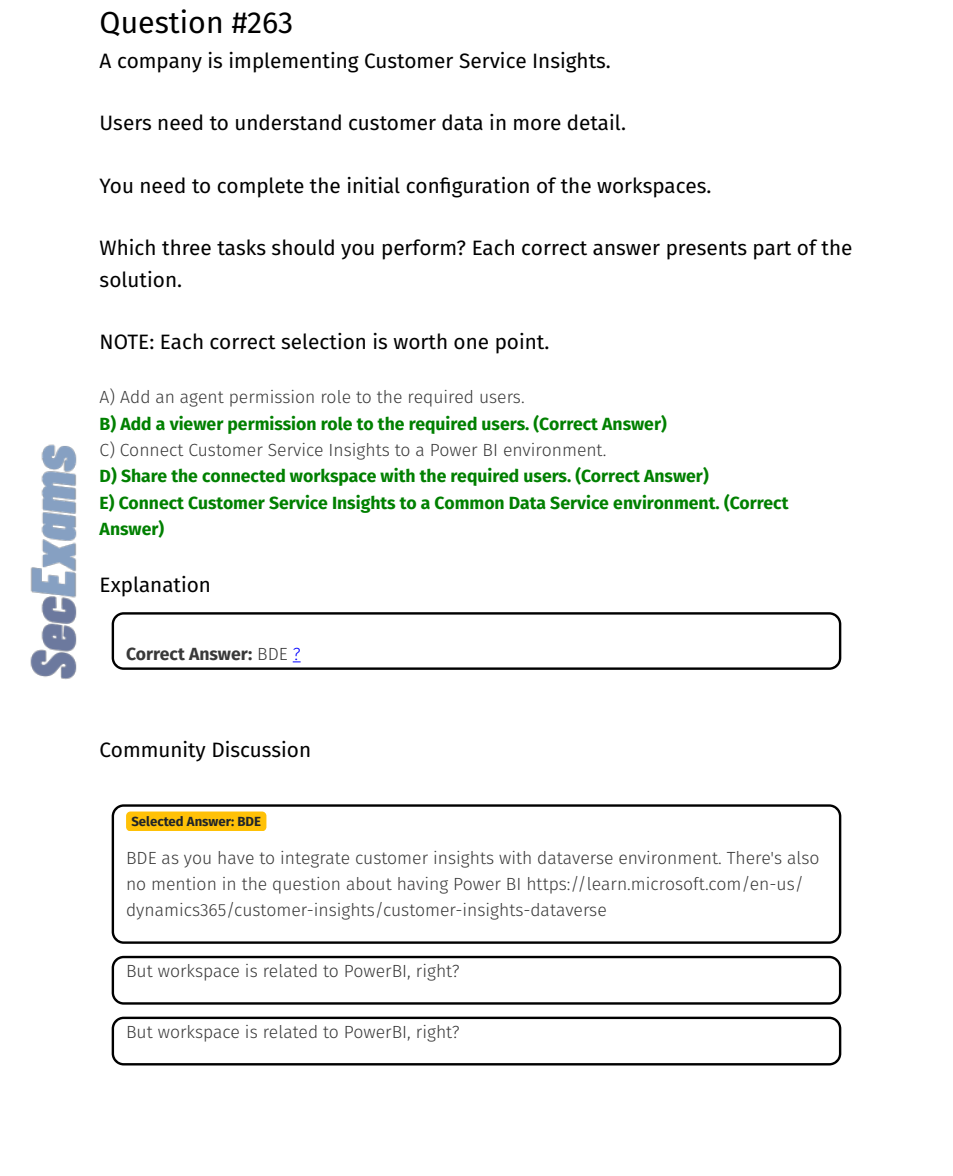 Question #263
A company is implementing Customer Service Insights.
Users need to understand customer data in more detail.
You need to complete the initial configuration of the workspaces.
Which three tasks should you perform? Each correct answer presents part of the
solution.
NOTE: Each correct selection is worth one point.
A) Add an agent permission role to the required users.
B) Add a viewer permission role to the required users. (Correct Answer)
C) Connect Customer Service Insights to a Power BI environment.
D) Share the connected workspace with the required users. (Correct Answer)
E) Connect Customer Service Insights to a Common Data Service environment. (Correct
Answer)
SecExams
Explanation
Correct Answer: BDE ?
Community Discussion
Selected Answer: BDE
BDE as you have to integrate customer insights with dataverse environment. There's also
no mention in the question about having Power BI https://learn.microsoft.com/en-us/
dynamics365/customer-insights/customer-insights-dataverse
But workspace is related to PowerBI, right?
But workspace is related to PowerBI, right?